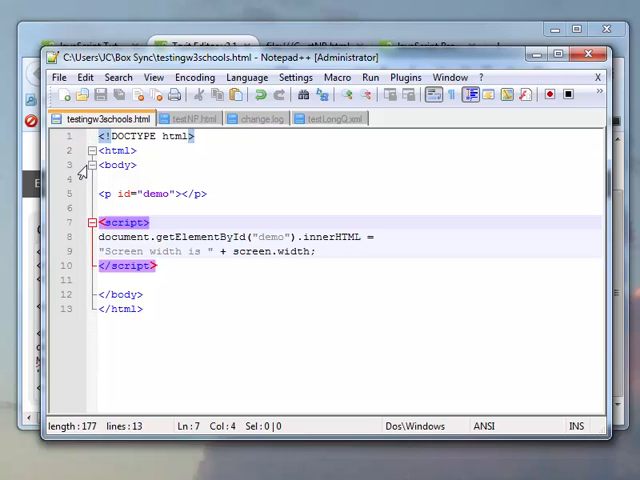 C:\Users\JC\Box Sync\testingw3schools.html - Notepad++ [Administrator]
File Edit Search View Encoding Language Settings Macro Run Plugins Window ? X
testingw3schools.html testNP.html change.log testLongQ.xml
1 <!DOCTYPE html>
2 <html>
3 <body>
4
5 <p id="demo"></p>
6
7 <script>
8 document.getElementById("demo").innerHTML =
9 "Screen width is " + screen.width;
10 </script>
11
12 </body>
13 </html>
length : 177 lines : 13 Ln : 7 Col : 4 Sel : 0 | 0 Dos\Windows ANSI INS